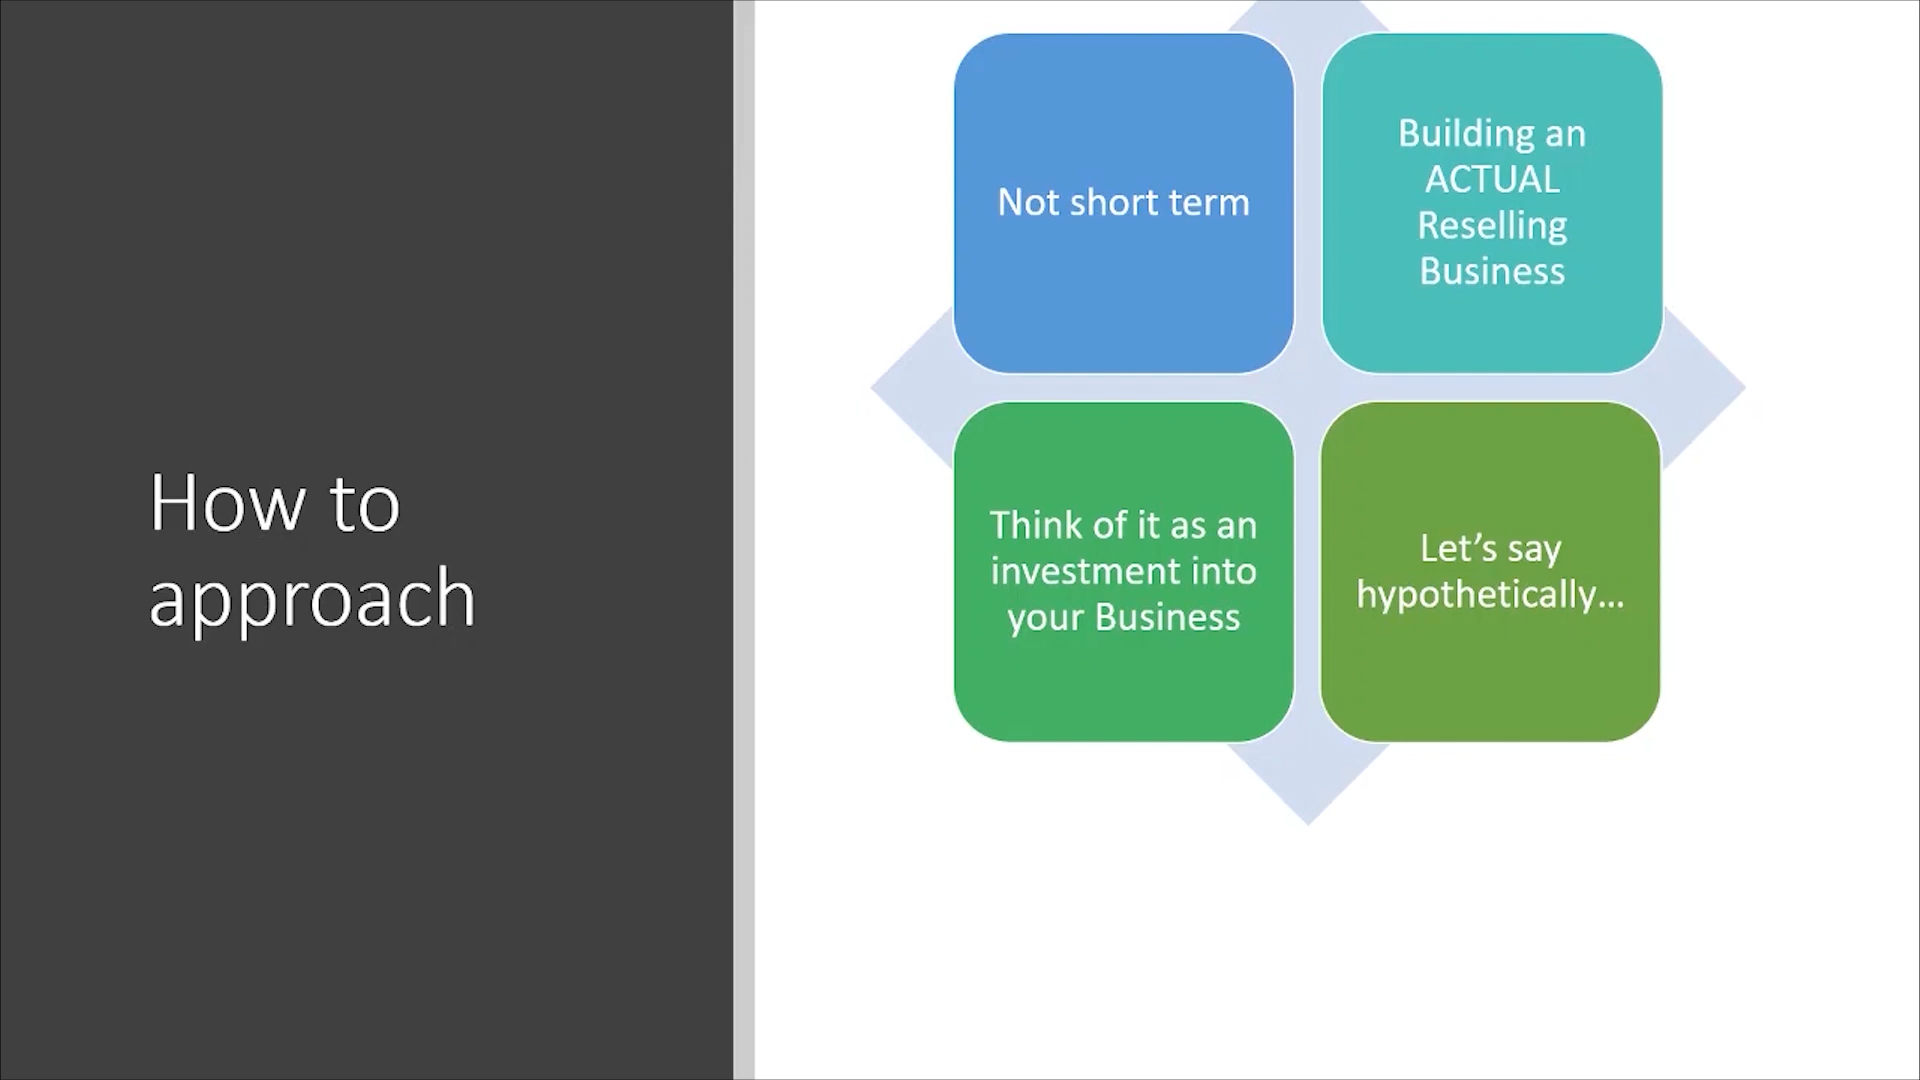 How to
approach
Not short term
Building an
ACTUAL
Reselling
Business
Think of it as an
investment into
your Business
Let’s say
hypothetically…